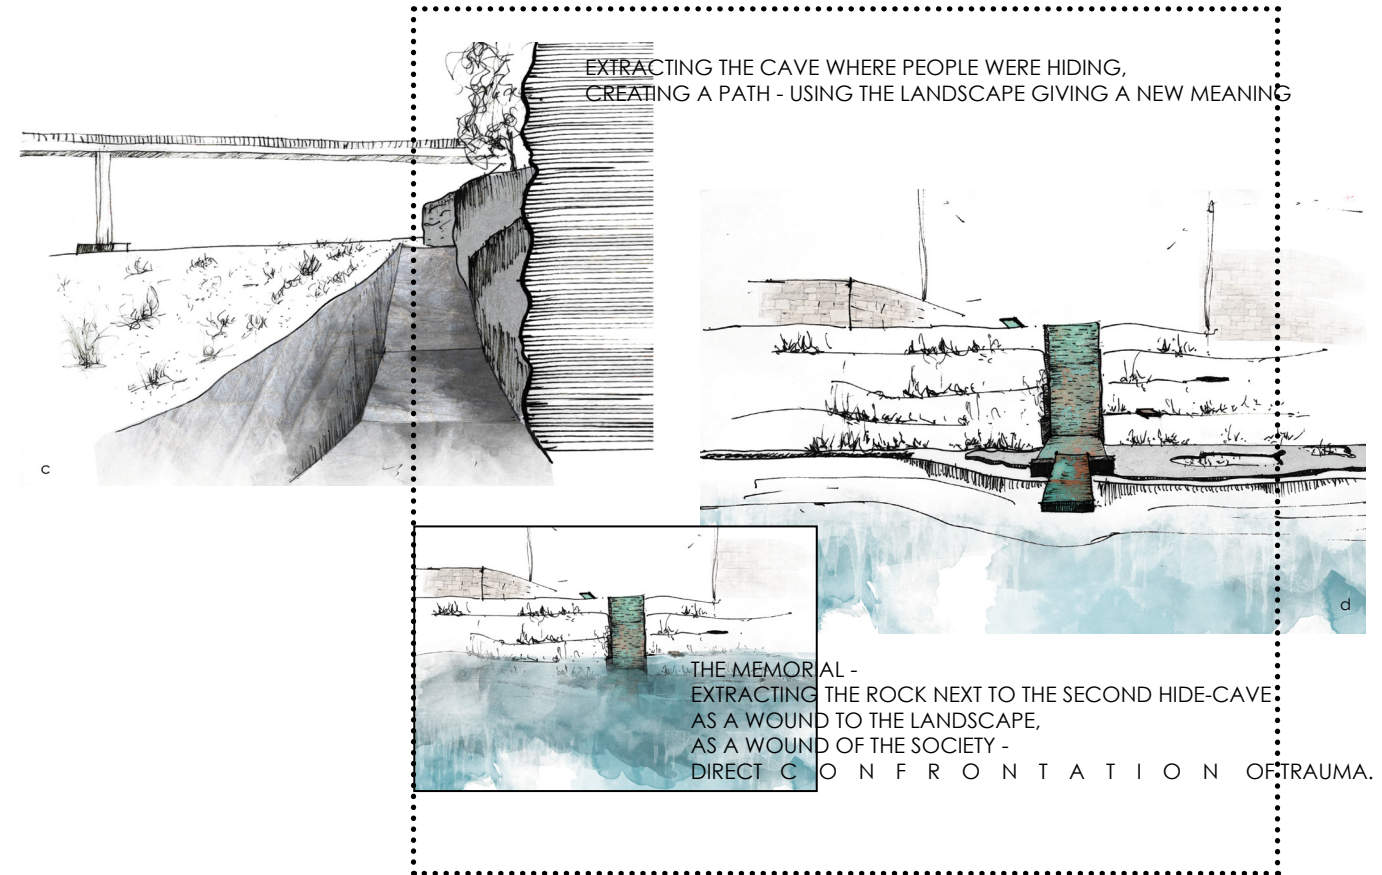 EXTRACTING THE CAVE WHERE PEOPLE WERE HIDING,
CREATING A PATH - USING THE LANDSCAPE GIVING A NEW MEANING
c
d
THE MEMORIAL -
EXTRACTING THE ROCK NEXT TO THE SECOND HIDE-CAVE
AS A WOUND TO THE LANDSCAPE,
AS A WOUND OF THE SOCIETY -
DIRECT C O N F R O N T A T I O N OF TRAUMA.